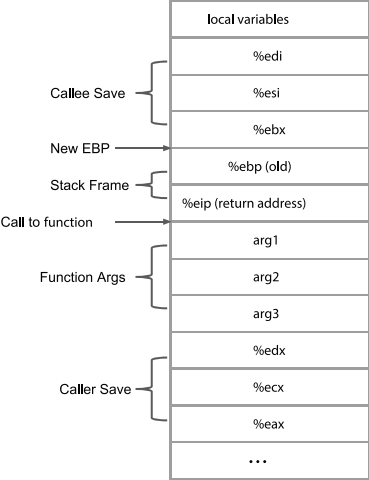 local variables
%edi
Callee Save
%esi
%ebx
New EBP
%ebp (old)
Stack Frame
%eip (return address)
Call to function
arg1
Function Args
arg2
arg3
%edx
Caller Save
%ecx
%eax
...